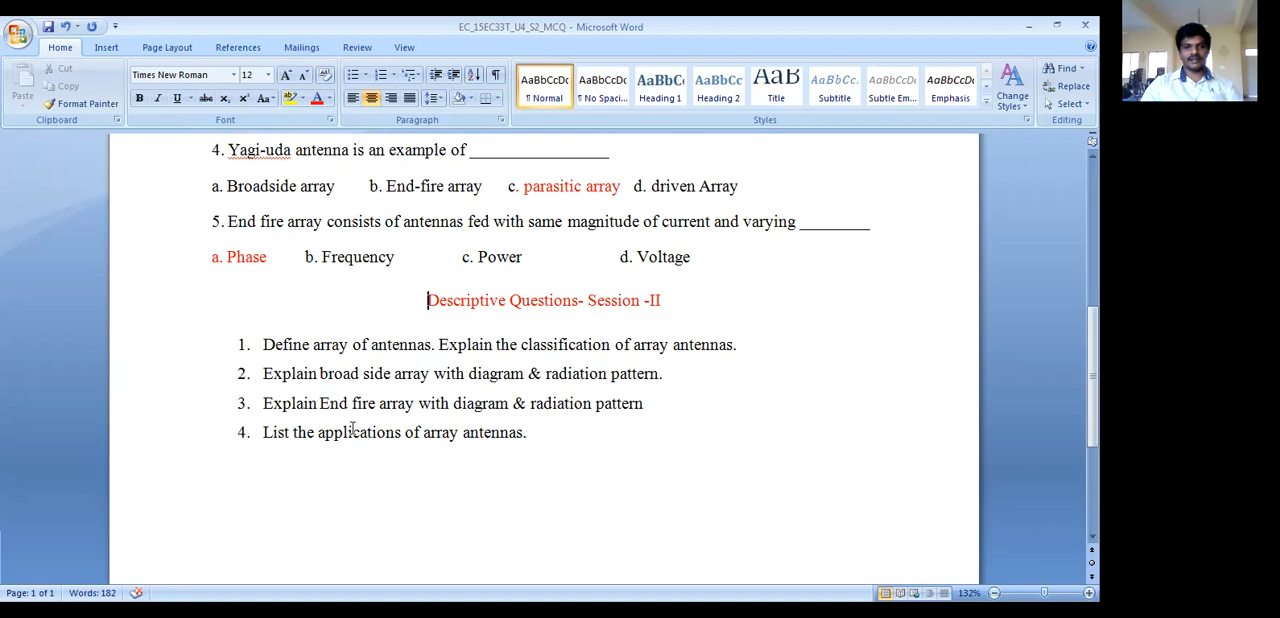 EC_15EC33T_U4_S2_MCQ - Microsoft Word
Home Insert Page Layout References Mailings Review View
Paste
Cut
Copy
Format Painter
Clipboard
Times New Roman 12
Font
Paragraph
AaBbCcDc AaBbCcDc AaBbCc AaBbCc AaBbCc AaBbCc. AaBbCcDc AaBbCcDc
¶ Normal ¶ No Spaci... Heading 1 Heading 2 Title Subtitle Subtle Em... Emphasis
Change Styles
Styles
Find
Replace
Select
Editing
4. Yagi-uda antenna is an example of _______________
a. Broadside array b. End-fire array c. parasitic array d. driven Array
5. End fire array consists of antennas fed with same magnitude of current and varying ________
a. Phase b. Frequency c. Power d. Voltage
Descriptive Questions- Session -II
1. Define array of antennas. Explain the classification of array antennas.
2. Explain broad side array with diagram & radiation pattern.
3. Explain End fire array with diagram & radiation pattern
4. List the applications of array antennas.
Page: 1 of 1 Words: 182 132%